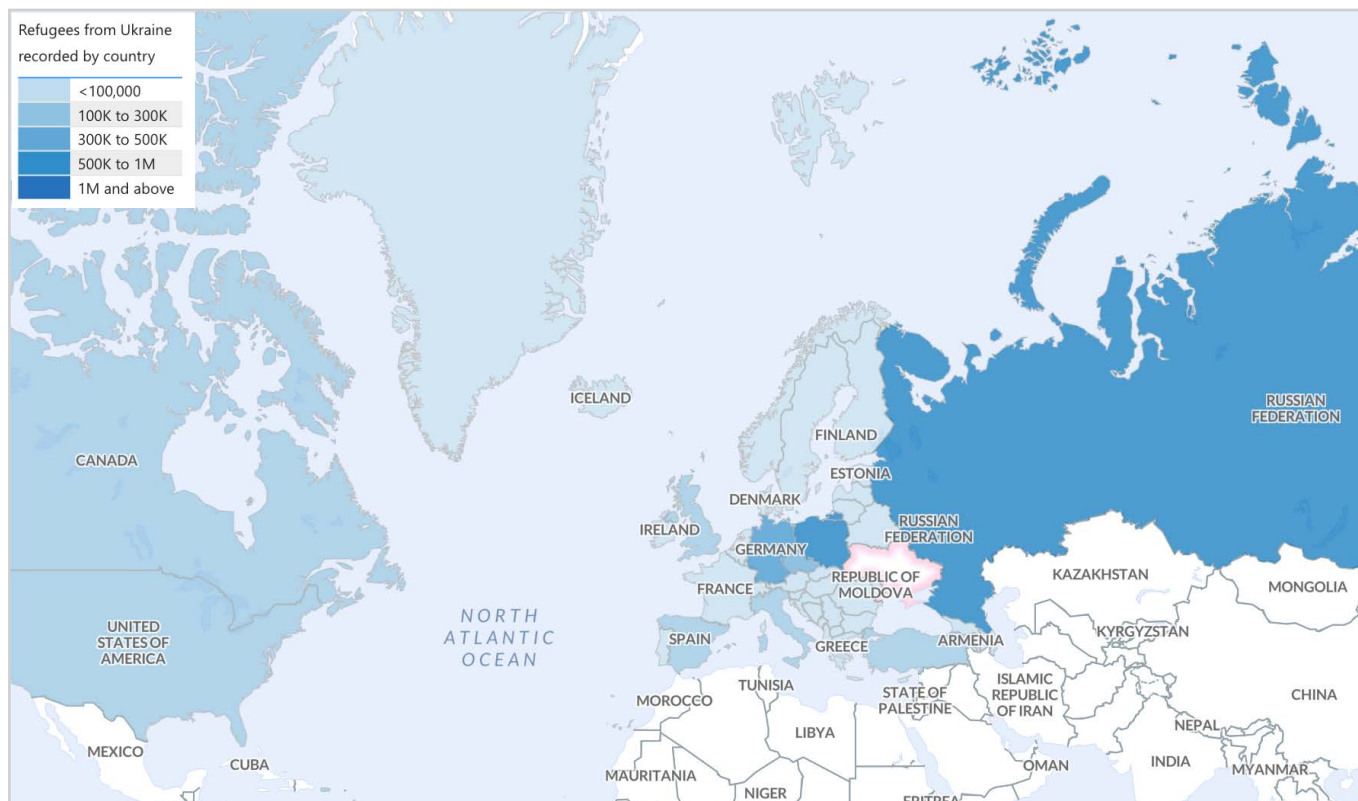 Refugees from Ukraine
recorded by country
<100,000
100K to 300K
300K to 500K
500K to 1M
1M and above
ICELAND
RUSSIAN
FEDERATION
FINLAND
CANADA
ESTONIA
DENMARK
IRELAND
RUSSIAN
FEDERATION
GERMANY
REPUBLIC OF
MOLDOVA
KAZAKHSTAN
MONGOLIA
FRANCE
NORTH
ATLANTIC
OCEAN
UNITED
STATES OF
AMERICA
SPAIN
GREECE
ARMENIA
KYRGYZSTAN
TUNISIA
MOROCCO
STATE OF
PALESTINE
ISLAMIC
REPUBLIC
OF IRAN
CHINA
LIBYA
NEPAL
MEXICO
CUBA
MAURITANIA
OMAN
INDIA
MYANMAR
NIGER
ERITREA